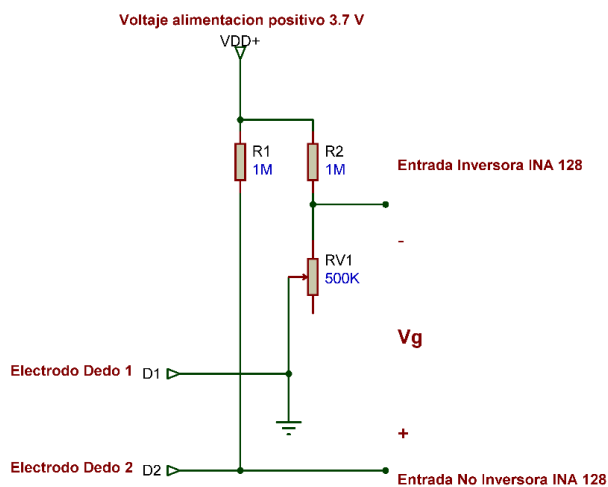 Voltaje alimentacion positivo 3.7 V
VDD+
R1
1M
R2
1M
Entrada Inversora INA 128
-
RV1
500K
Vg
Electrodo Dedo 1 D1
+
Electrodo Dedo 2 D2
Entrada No Inversora INA 128